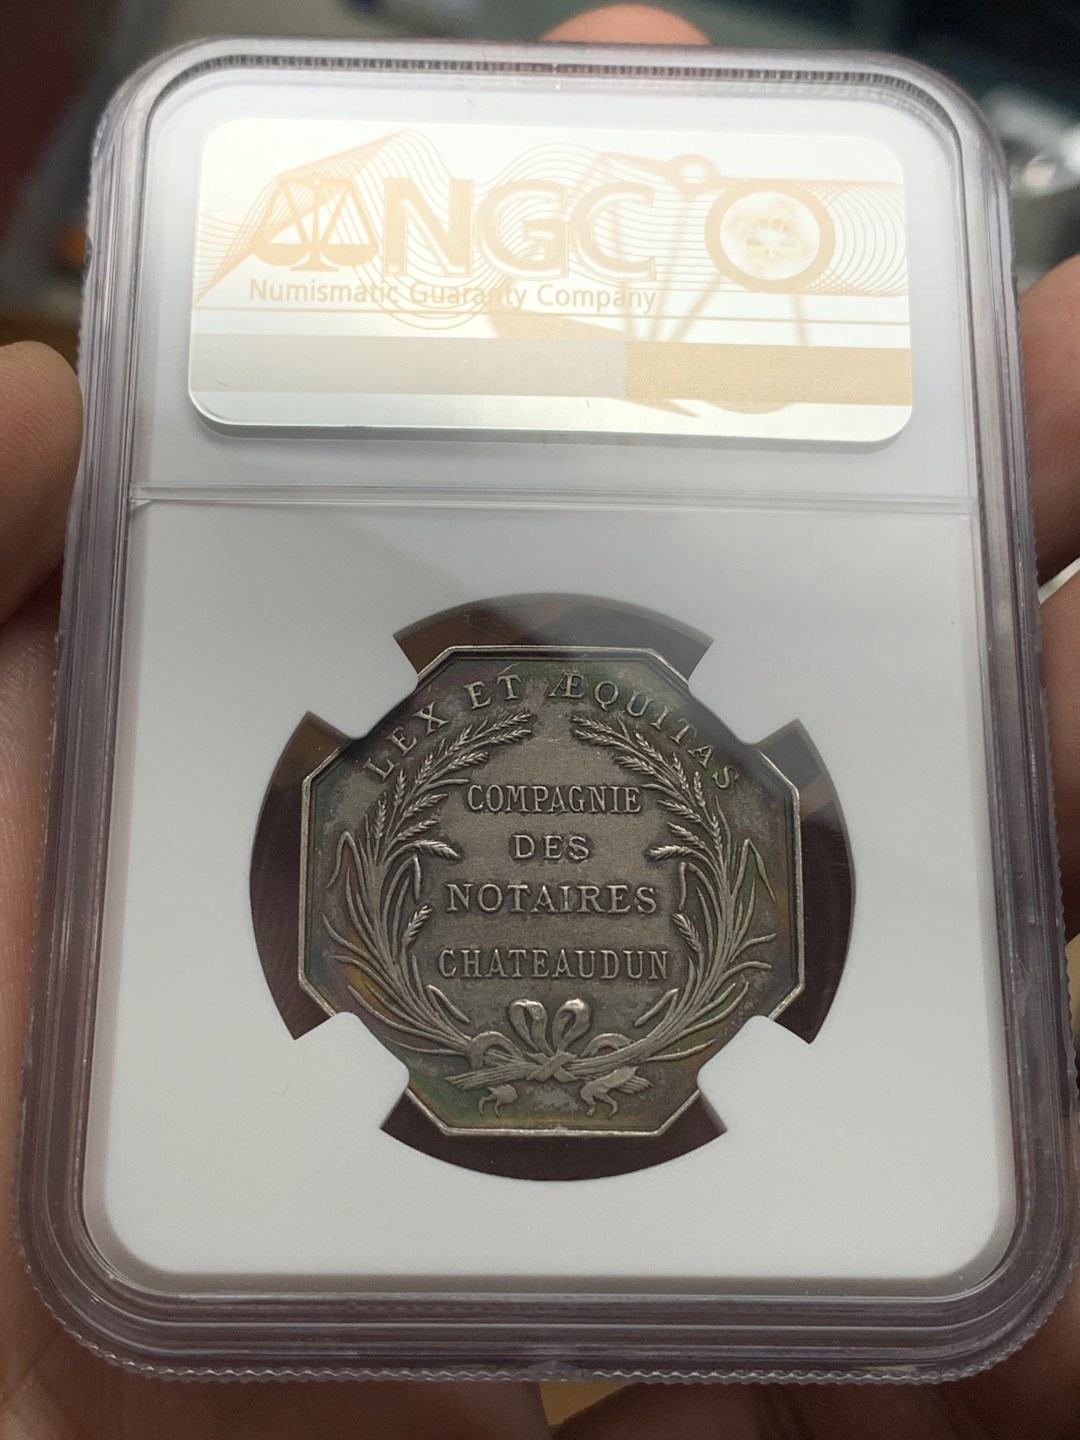 NGC
Numismatic Guaranty Company
LEX ET ÆQUITAS
COMPAGNIE
DES
NOTAIRES
CHATEAUDUN